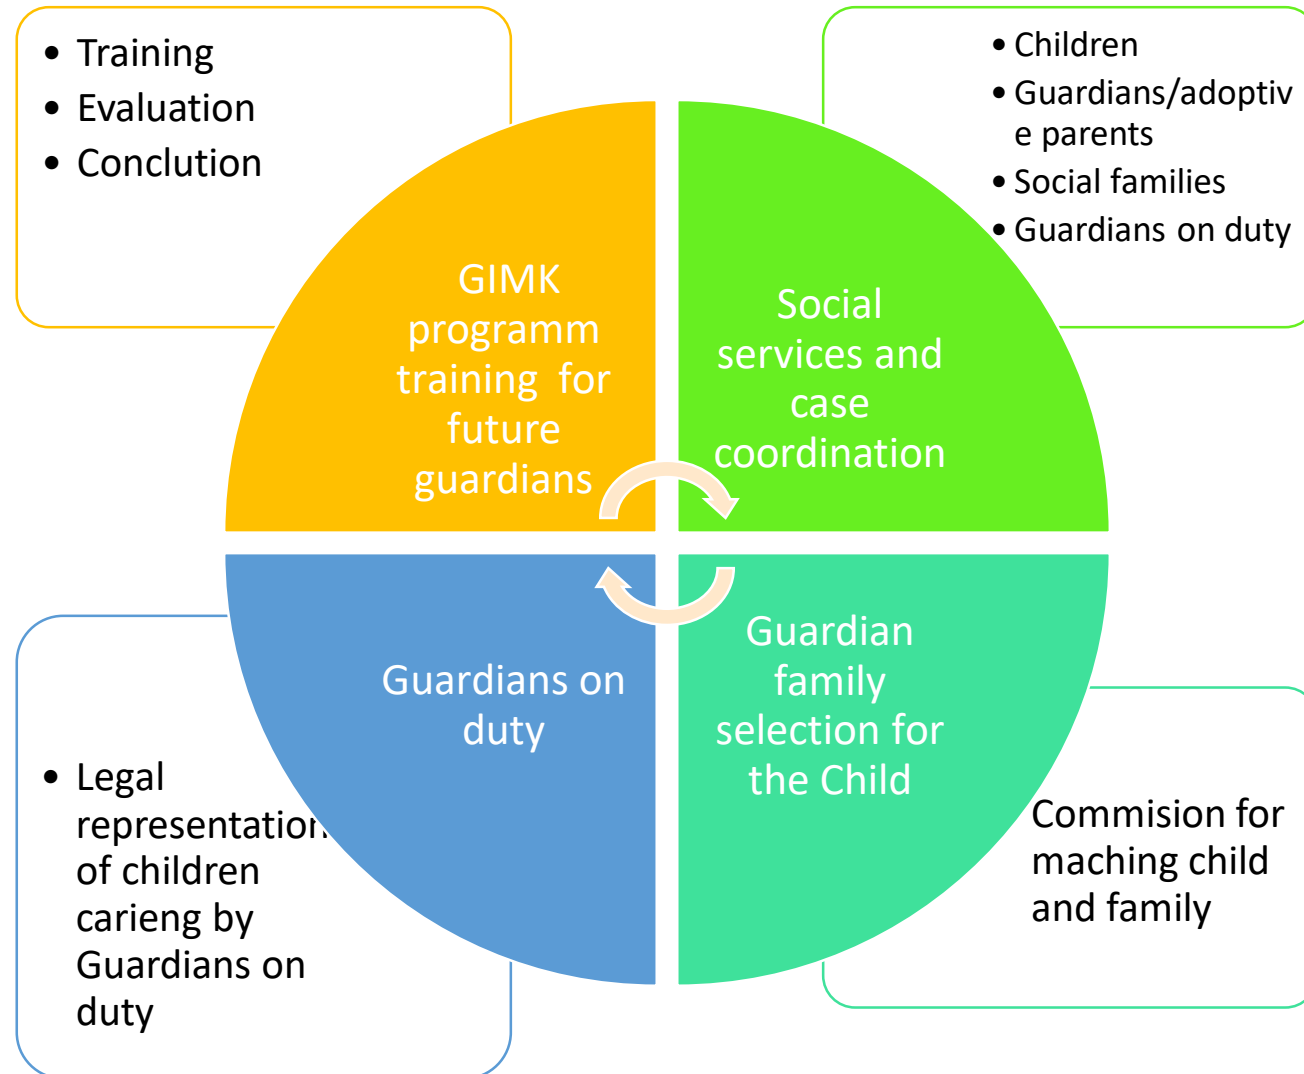 • Training
• Evaluation
• Conclution
• Children
• Guardians/adoptiv
e parents
• Social families
• Guardians on duty
GIMK
programm
training for
future
guardians
Social
services and
case
coordination
Guardians on
duty
Guardian
family
selection for
the Child
• Legal
representation
of children
carieng by
Guardians on
duty
Commision for
maching child
and family